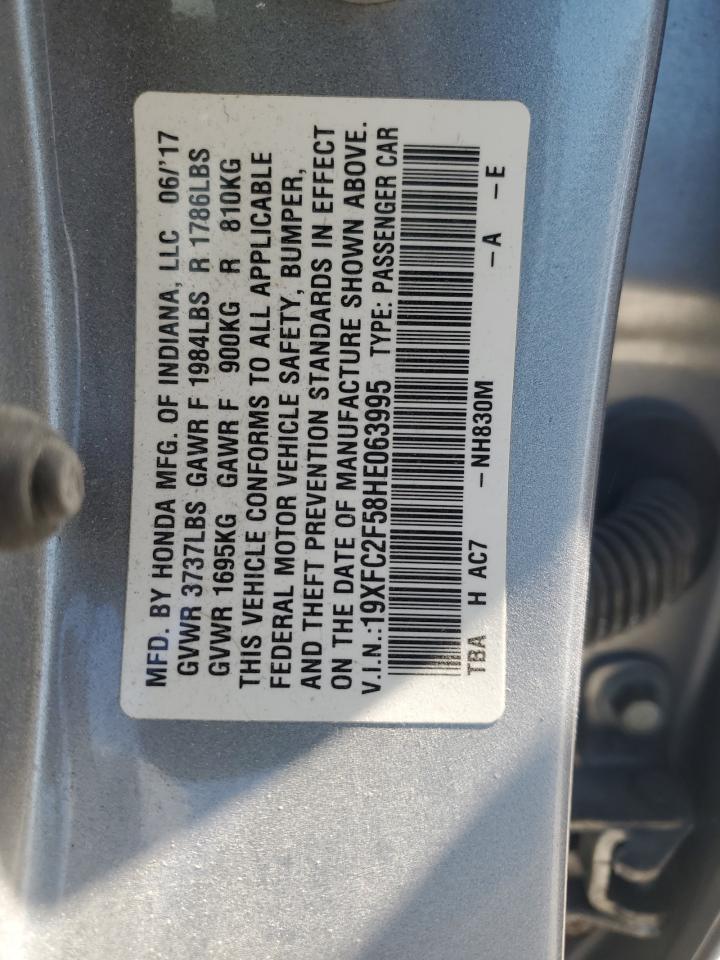 MFD. BY HONDA MFG. OF INDIANA, LLC 06/'17
GVWR 3737LBS GAWR F 1984LBS R 1786LBS
GVWR 1695KG GAWR F 900KG R 810KG
THIS VEHICLE CONFORMS TO ALL APPLICABLE
FEDERAL MOTOR VEHICLE SAFETY, BUMPER,
AND THEFT PREVENTION STANDARDS IN EFFECT
ON THE DATE OF MANUFACTURE SHOWN ABOVE.
V.I.N.:19XFC2F58HE063995 TYPE: PASSENGER CAR
TBA H AC7 -NH830M -A -E